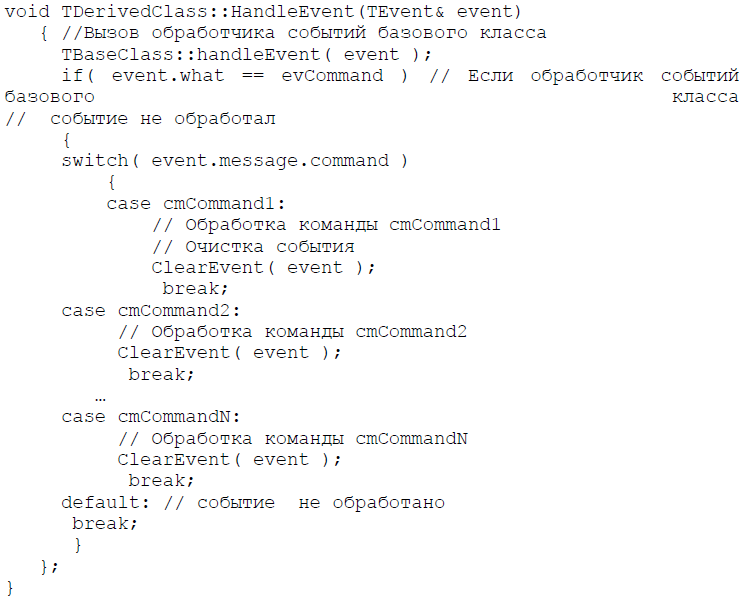 void TDerivedClass::HandleEvent(TEvent& event)
{ //Вызов обработчика событий базового класса
TBaseClass::handleEvent( event );
if( event.what == evCommand ) // Если обработчик событий
базового класса
// событие не обработал
{
switch( event.message.command )
{
case cmCommand1:
// Обработка команды cmCommand1
// Очистка события
ClearEvent( event );
break;
case cmCommand2:
// Обработка команды cmCommand2
ClearEvent( event );
break;
…
case cmCommandN:
// Обработка команды cmCommandN
ClearEvent( event );
break;
default: // событие не обработано
break;
}
};
}